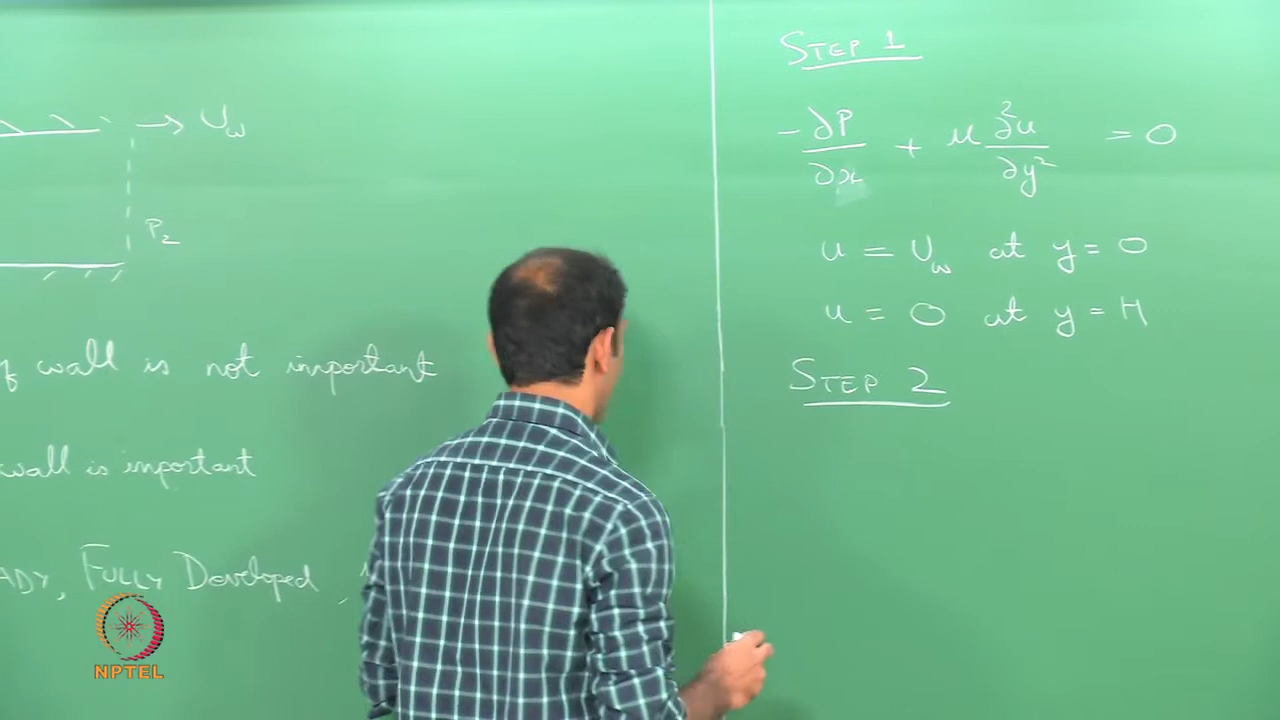 → U_w
P_2
of wall is not important
wall is important
ADY, FULLY DEVELOPED,
NPTEL
STEP 1
- ∂P/∂x + μ ∂²u/∂y² = 0
u = U_w at y = 0
u = 0 at y = H
STEP 2